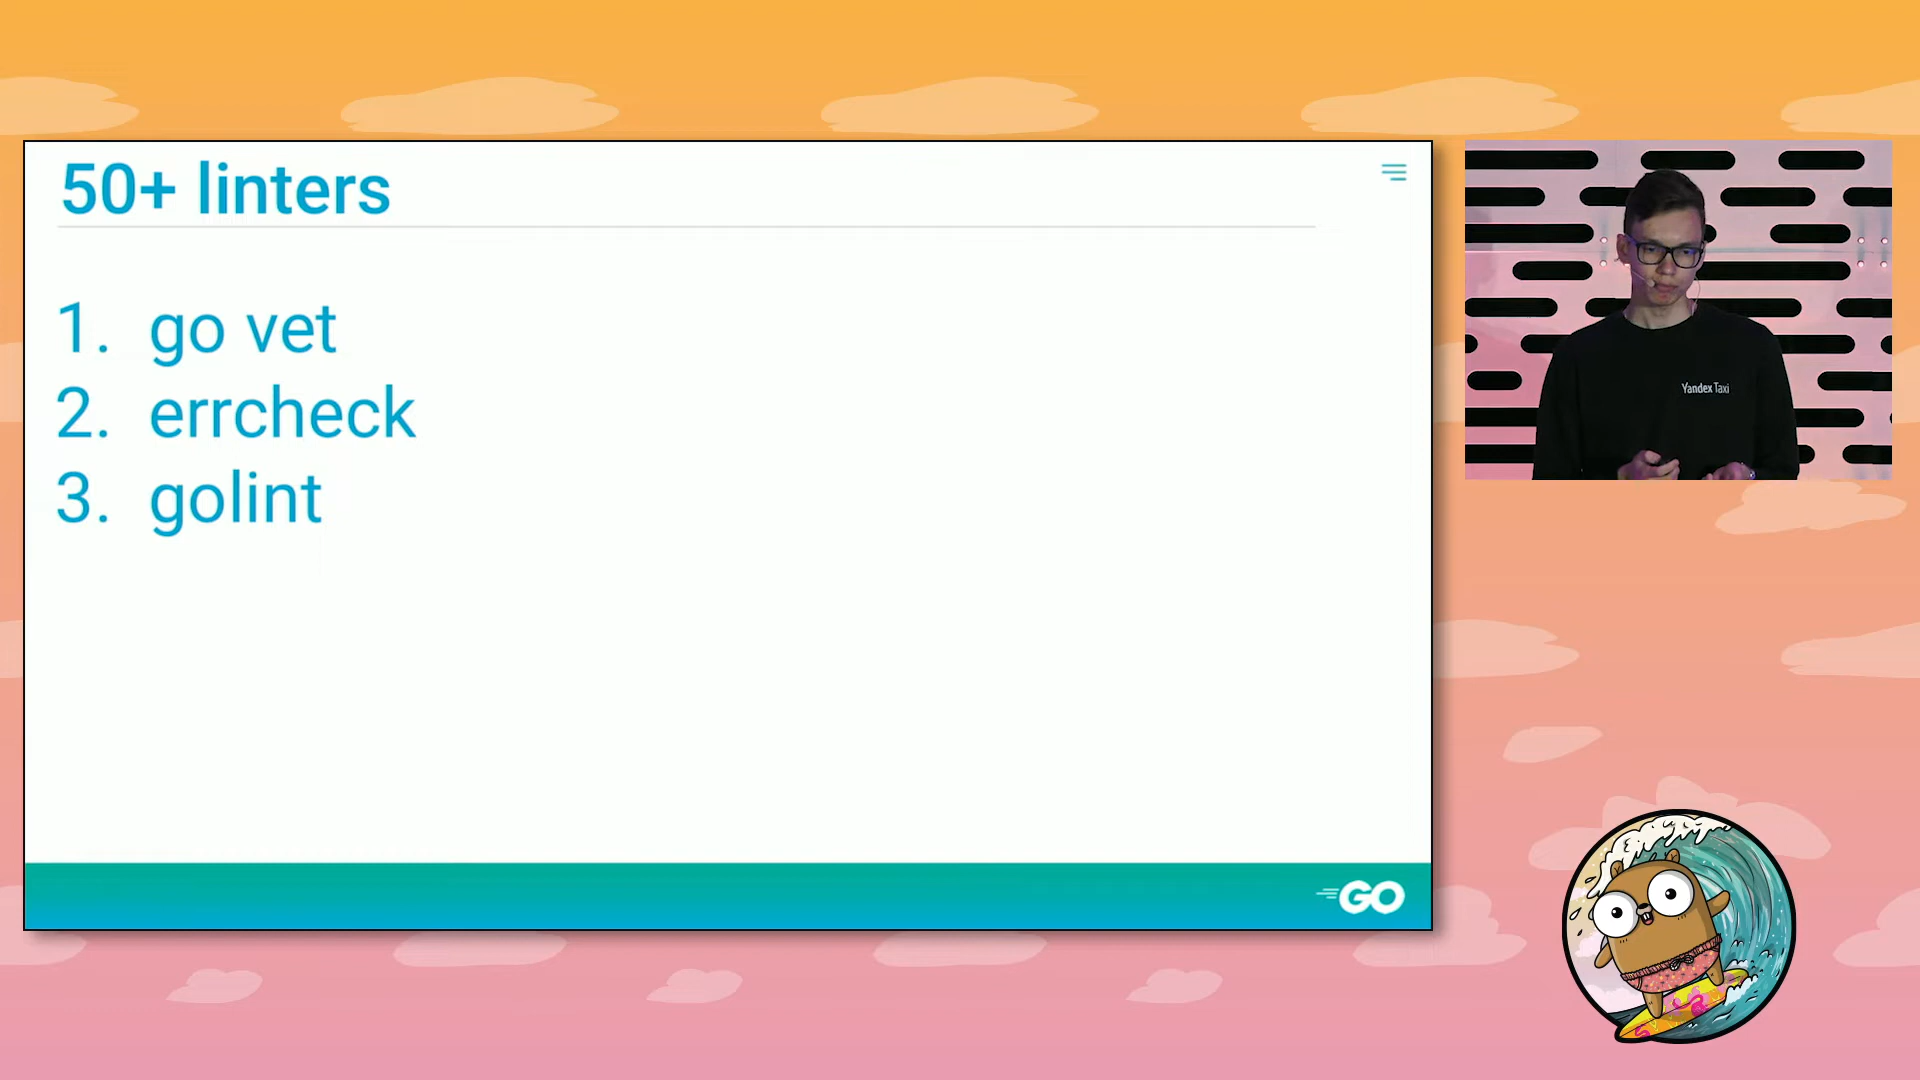 50+ linters
1. go vet
2. errcheck
3. golint
GO
Yandex Taxi